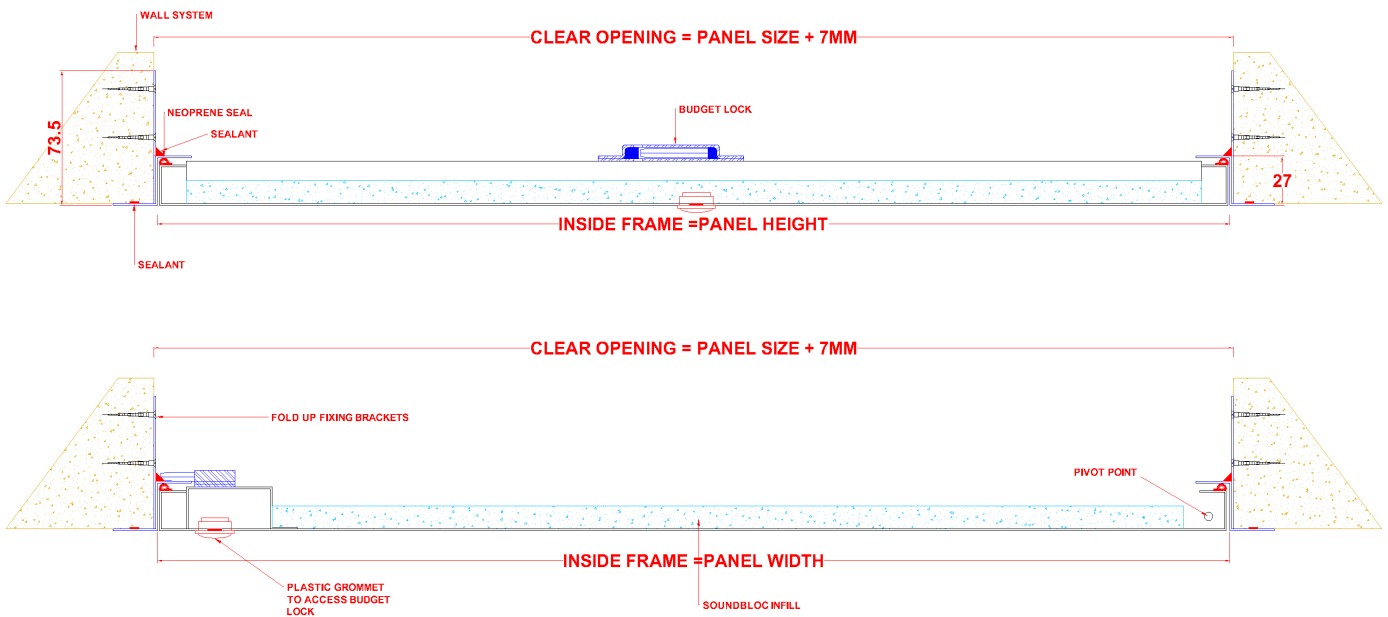 WALL SYSTEM
CLEAR OPENING = PANEL SIZE + 7MM
73.5
NEOPRENE SEAL
SEALANT
BUDGET LOCK
27
INSIDE FRAME =PANEL HEIGHT
SEALANT
CLEAR OPENING = PANEL SIZE + 7MM
FOLD UP FIXING BRACKETS
PIVOT POINT
INSIDE FRAME =PANEL WIDTH
PLASTIC GROMMET
TO ACCESS BUDGET
LOCK
SOUNDBLOC INFILL